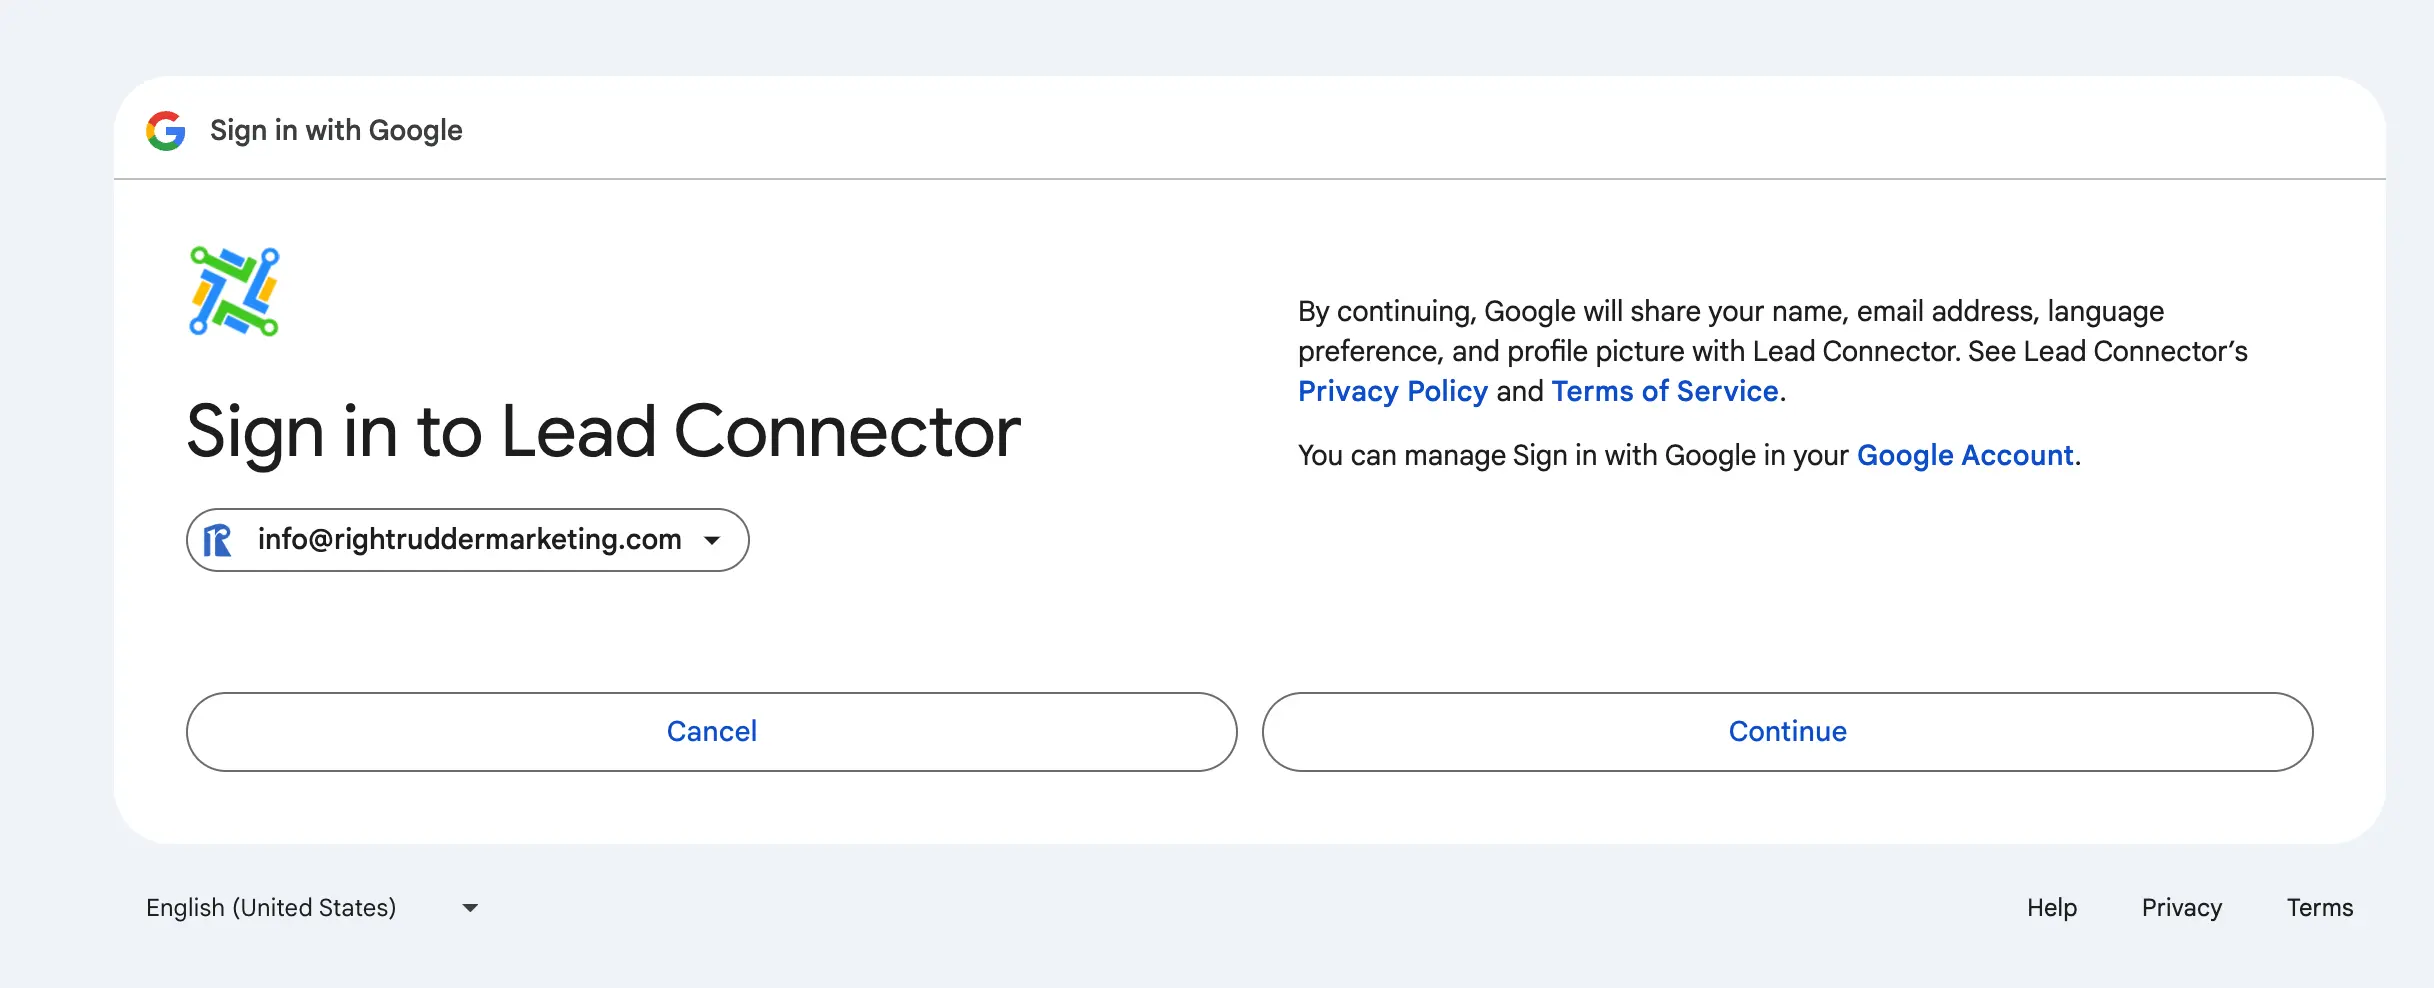 Sign in with Google
Sign in to Lead Connector
info@rightruddermarketing.com
By continuing, Google will share your name, email address, language
preference, and profile picture with Lead Connector. See Lead Connector’s
Privacy Policy and Terms of Service.
You can manage Sign in with Google in your Google Account.
Cancel
Continue
English (United States)
Help
Privacy
Terms